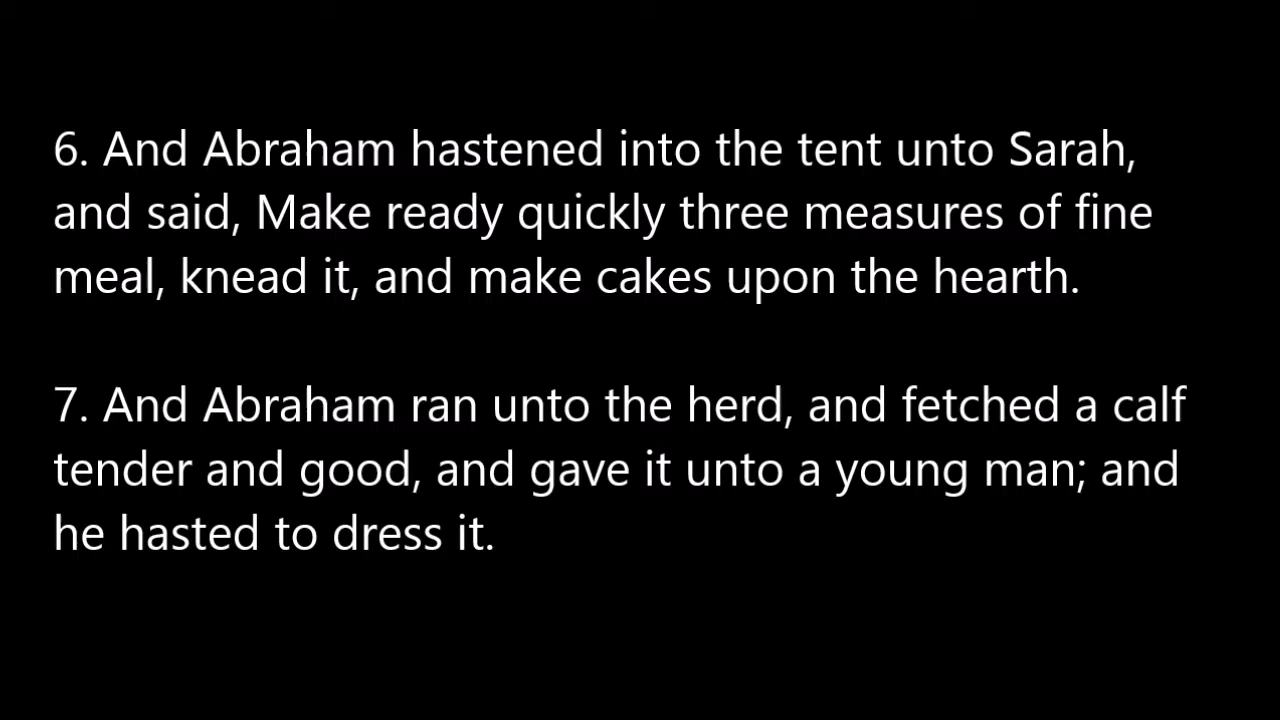 6. And Abraham hastened into the tent unto Sarah,
and said, Make ready quickly three measures of fine
meal, knead it, and make cakes upon the hearth.
7. And Abraham ran unto the herd, and fetched a calf
tender and good, and gave it unto a young man; and
he hasted to dress it.